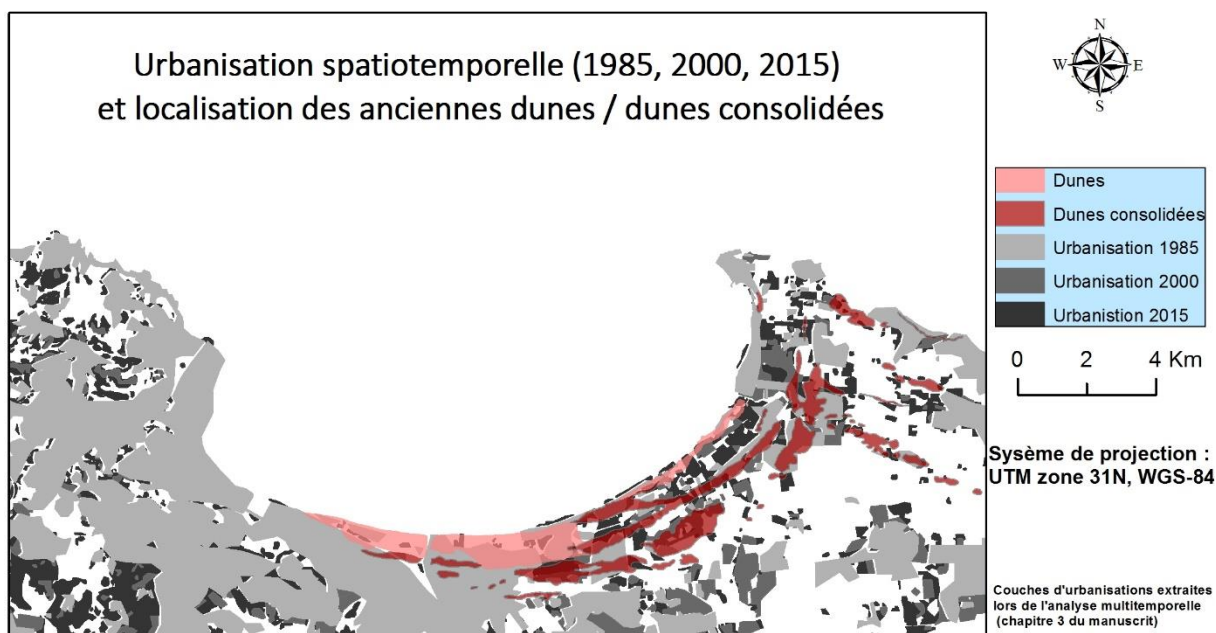 Urbanisation spatiotemporelle (1985, 2000, 2015)
et localisation des anciennes dunes / dunes consolidées
N
W E
S
Dunes
Dunes consolidées
Urbanisation 1985
Urbanisation 2000
Urbanistion 2015
0 2 4 Km
Sysème de projection :
UTM zone 31N, WGS-84
Couches d'urbanisations extraites
lors de l'analyse multitemporelle
(chapitre 3 du manuscrit)